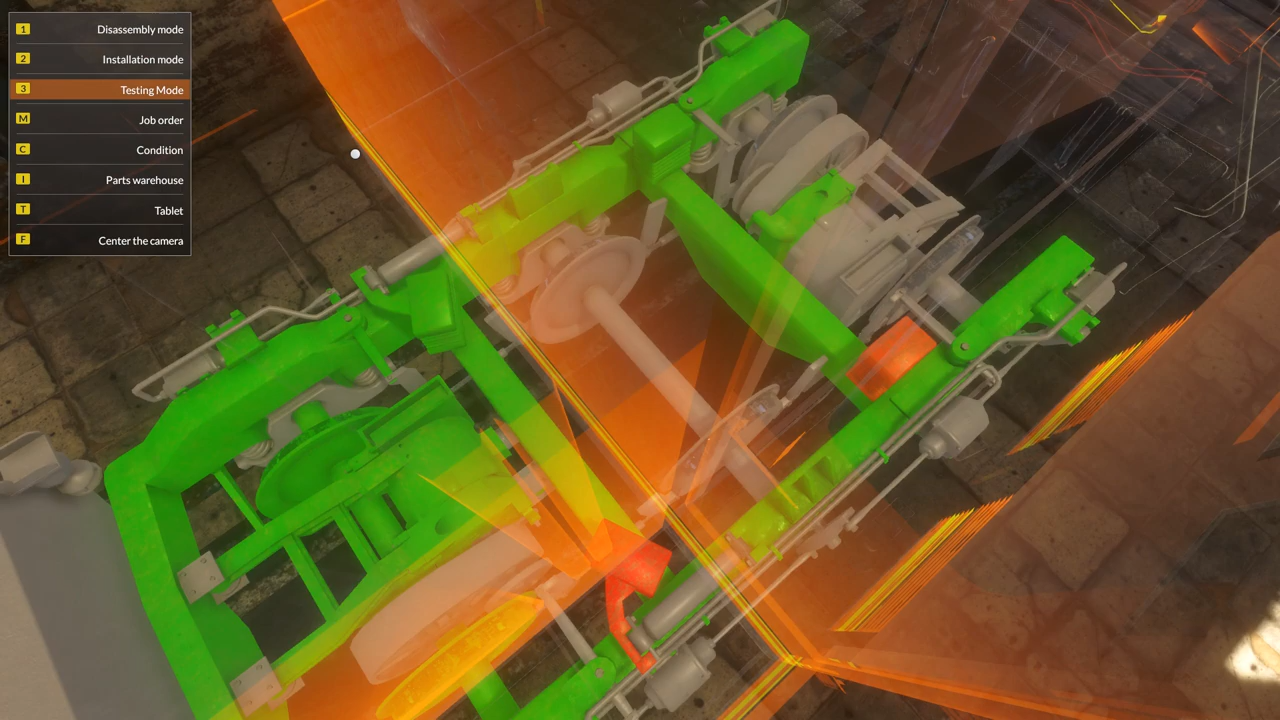 1 Disassembly mode
2 Installation mode
3 Testing Mode
M Job order
C Condition
I Parts warehouse
T Tablet
F Center the camera